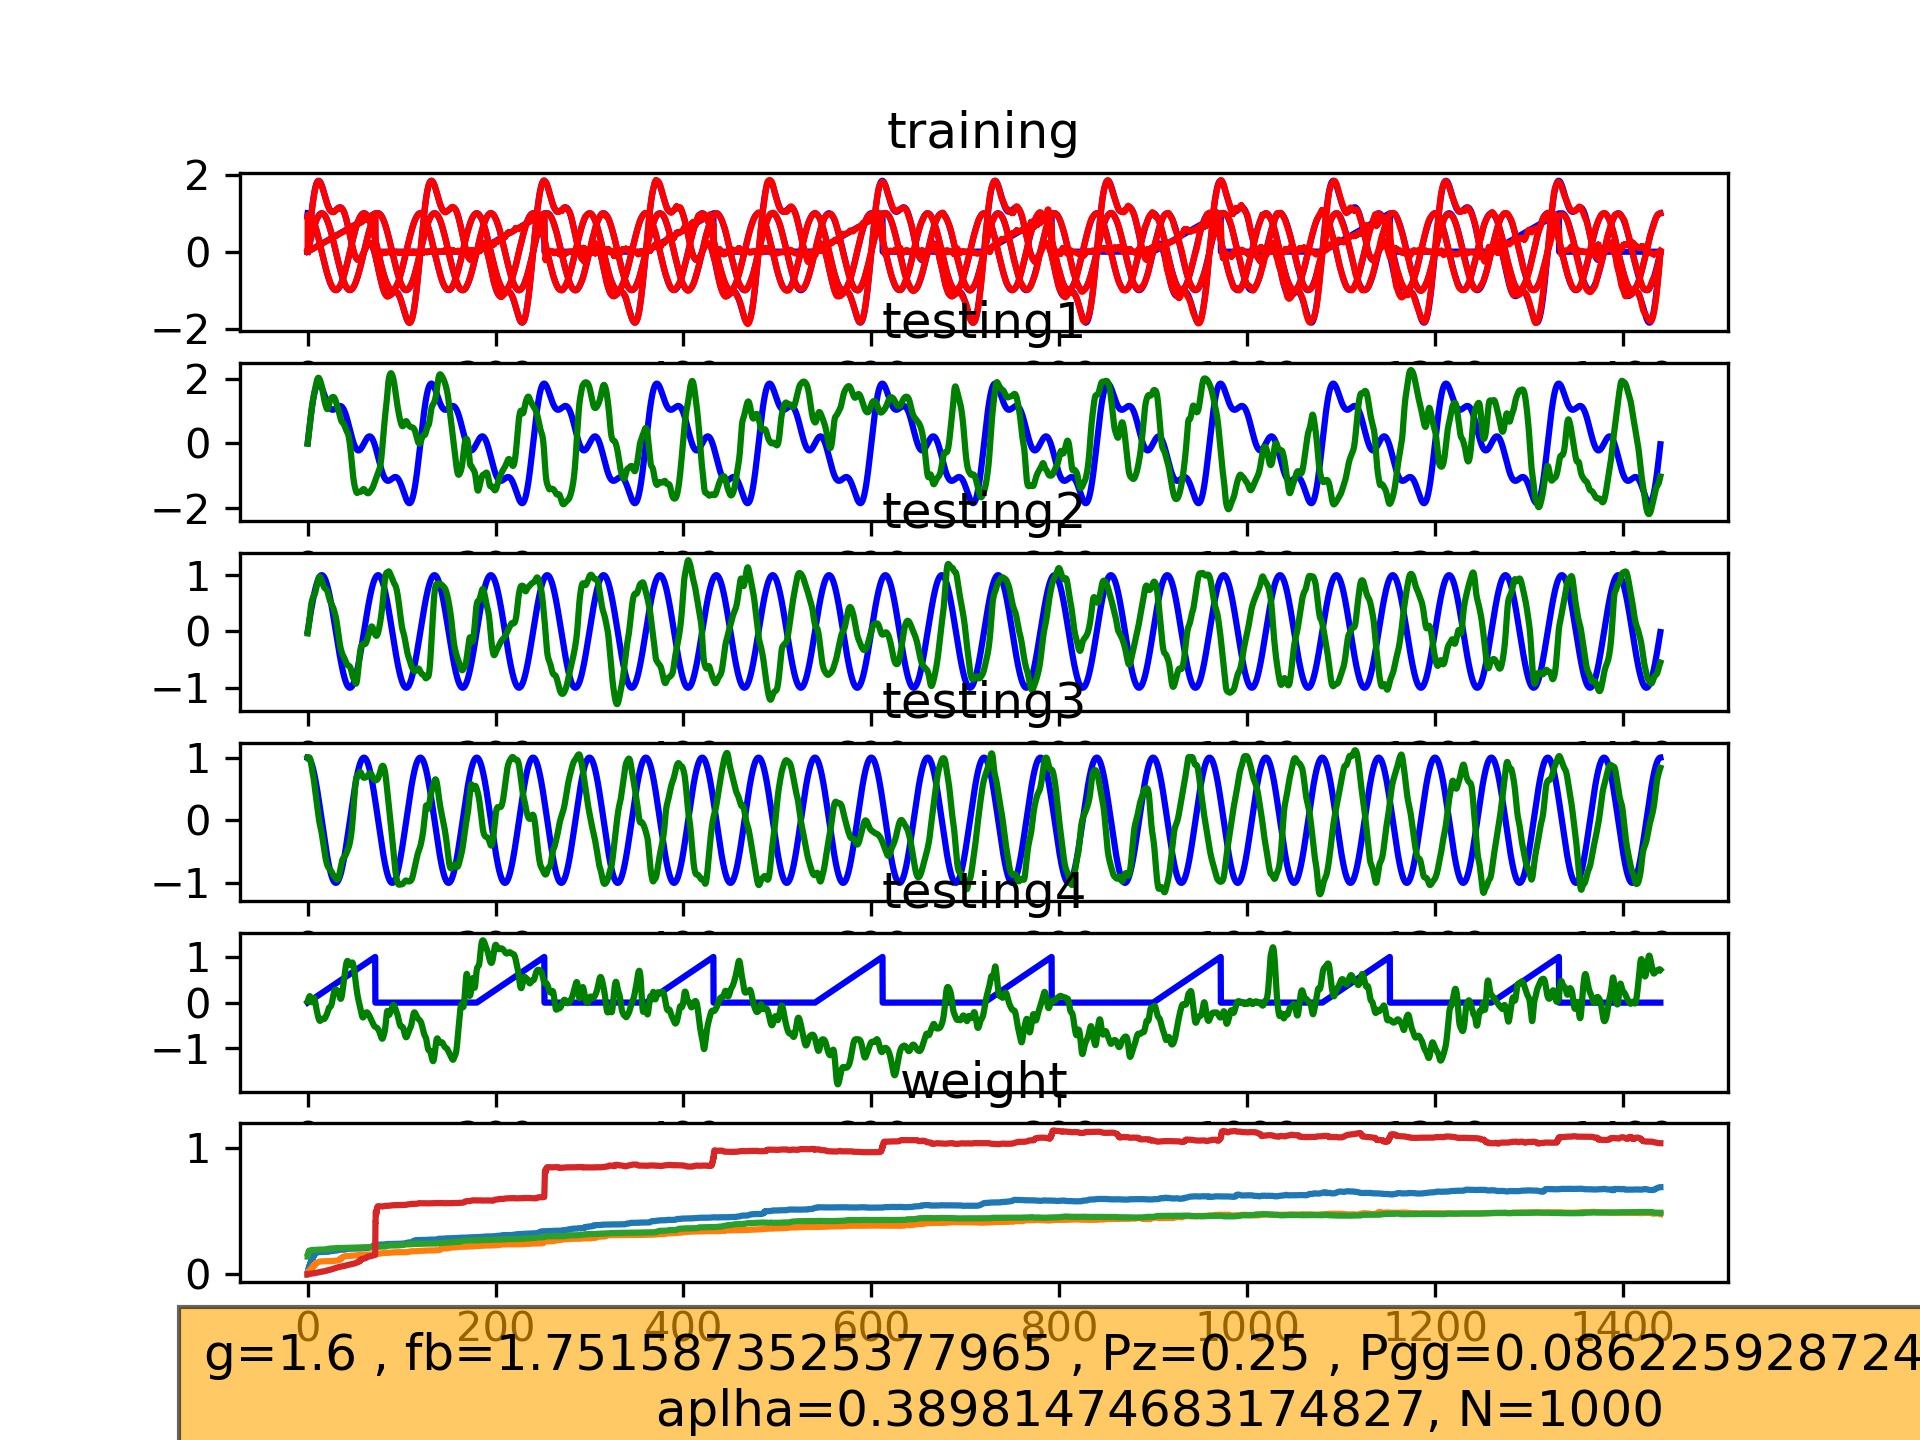 training
2
0
−2
testing1
2
0
−2
testing2
1
0
−1
testing3
1
0
−1
testing4
1
0
−1
weight
1
0
0 200 400 600 800 1000 1200 1400
g=1.6 , fb=1.7515873525377965 , Pz=0.25 , Pgg=0.086225928724
aplha=0.38981474683174827, N=1000